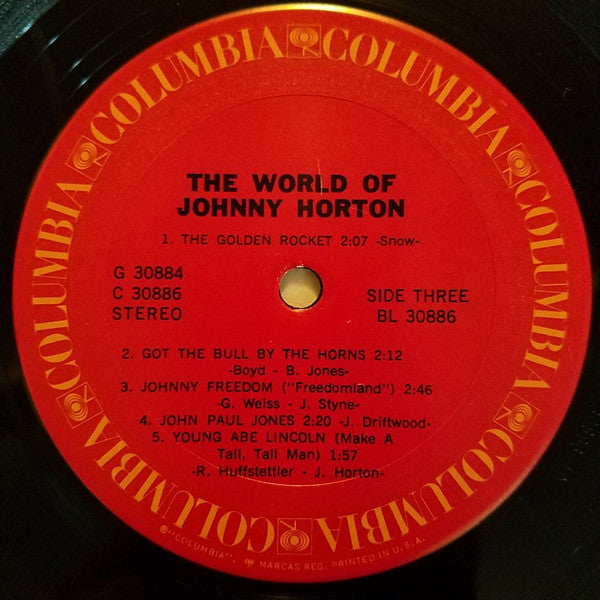 COLUMBIA COLUMBIA COLUMBIA COLUMBIA COLUMBIA COLUMBIA
THE WORLD OF
JOHNNY HORTON
1. THE GOLDEN ROCKET 2:07 -Snow-
G 30884
C 30886
STEREO
SIDE THREE
BL 30886
2. GOT THE BULL BY THE HORNS 2:12
-Boyd - B. Jones-
3. JOHNNY FREEDOM ("Freedomland") 2:46
-G. Weiss - J. Styne-
4. JOHN PAUL JONES 2:20 -J. Driftwood-
5. YOUNG ABE LINCOLN (Make A
Tall, Tall Man) 1:57
-R. Huffstettler - J. Horton-
℗ "COLUMBIA", MARCAS REG. PRINTED IN U.S.A.